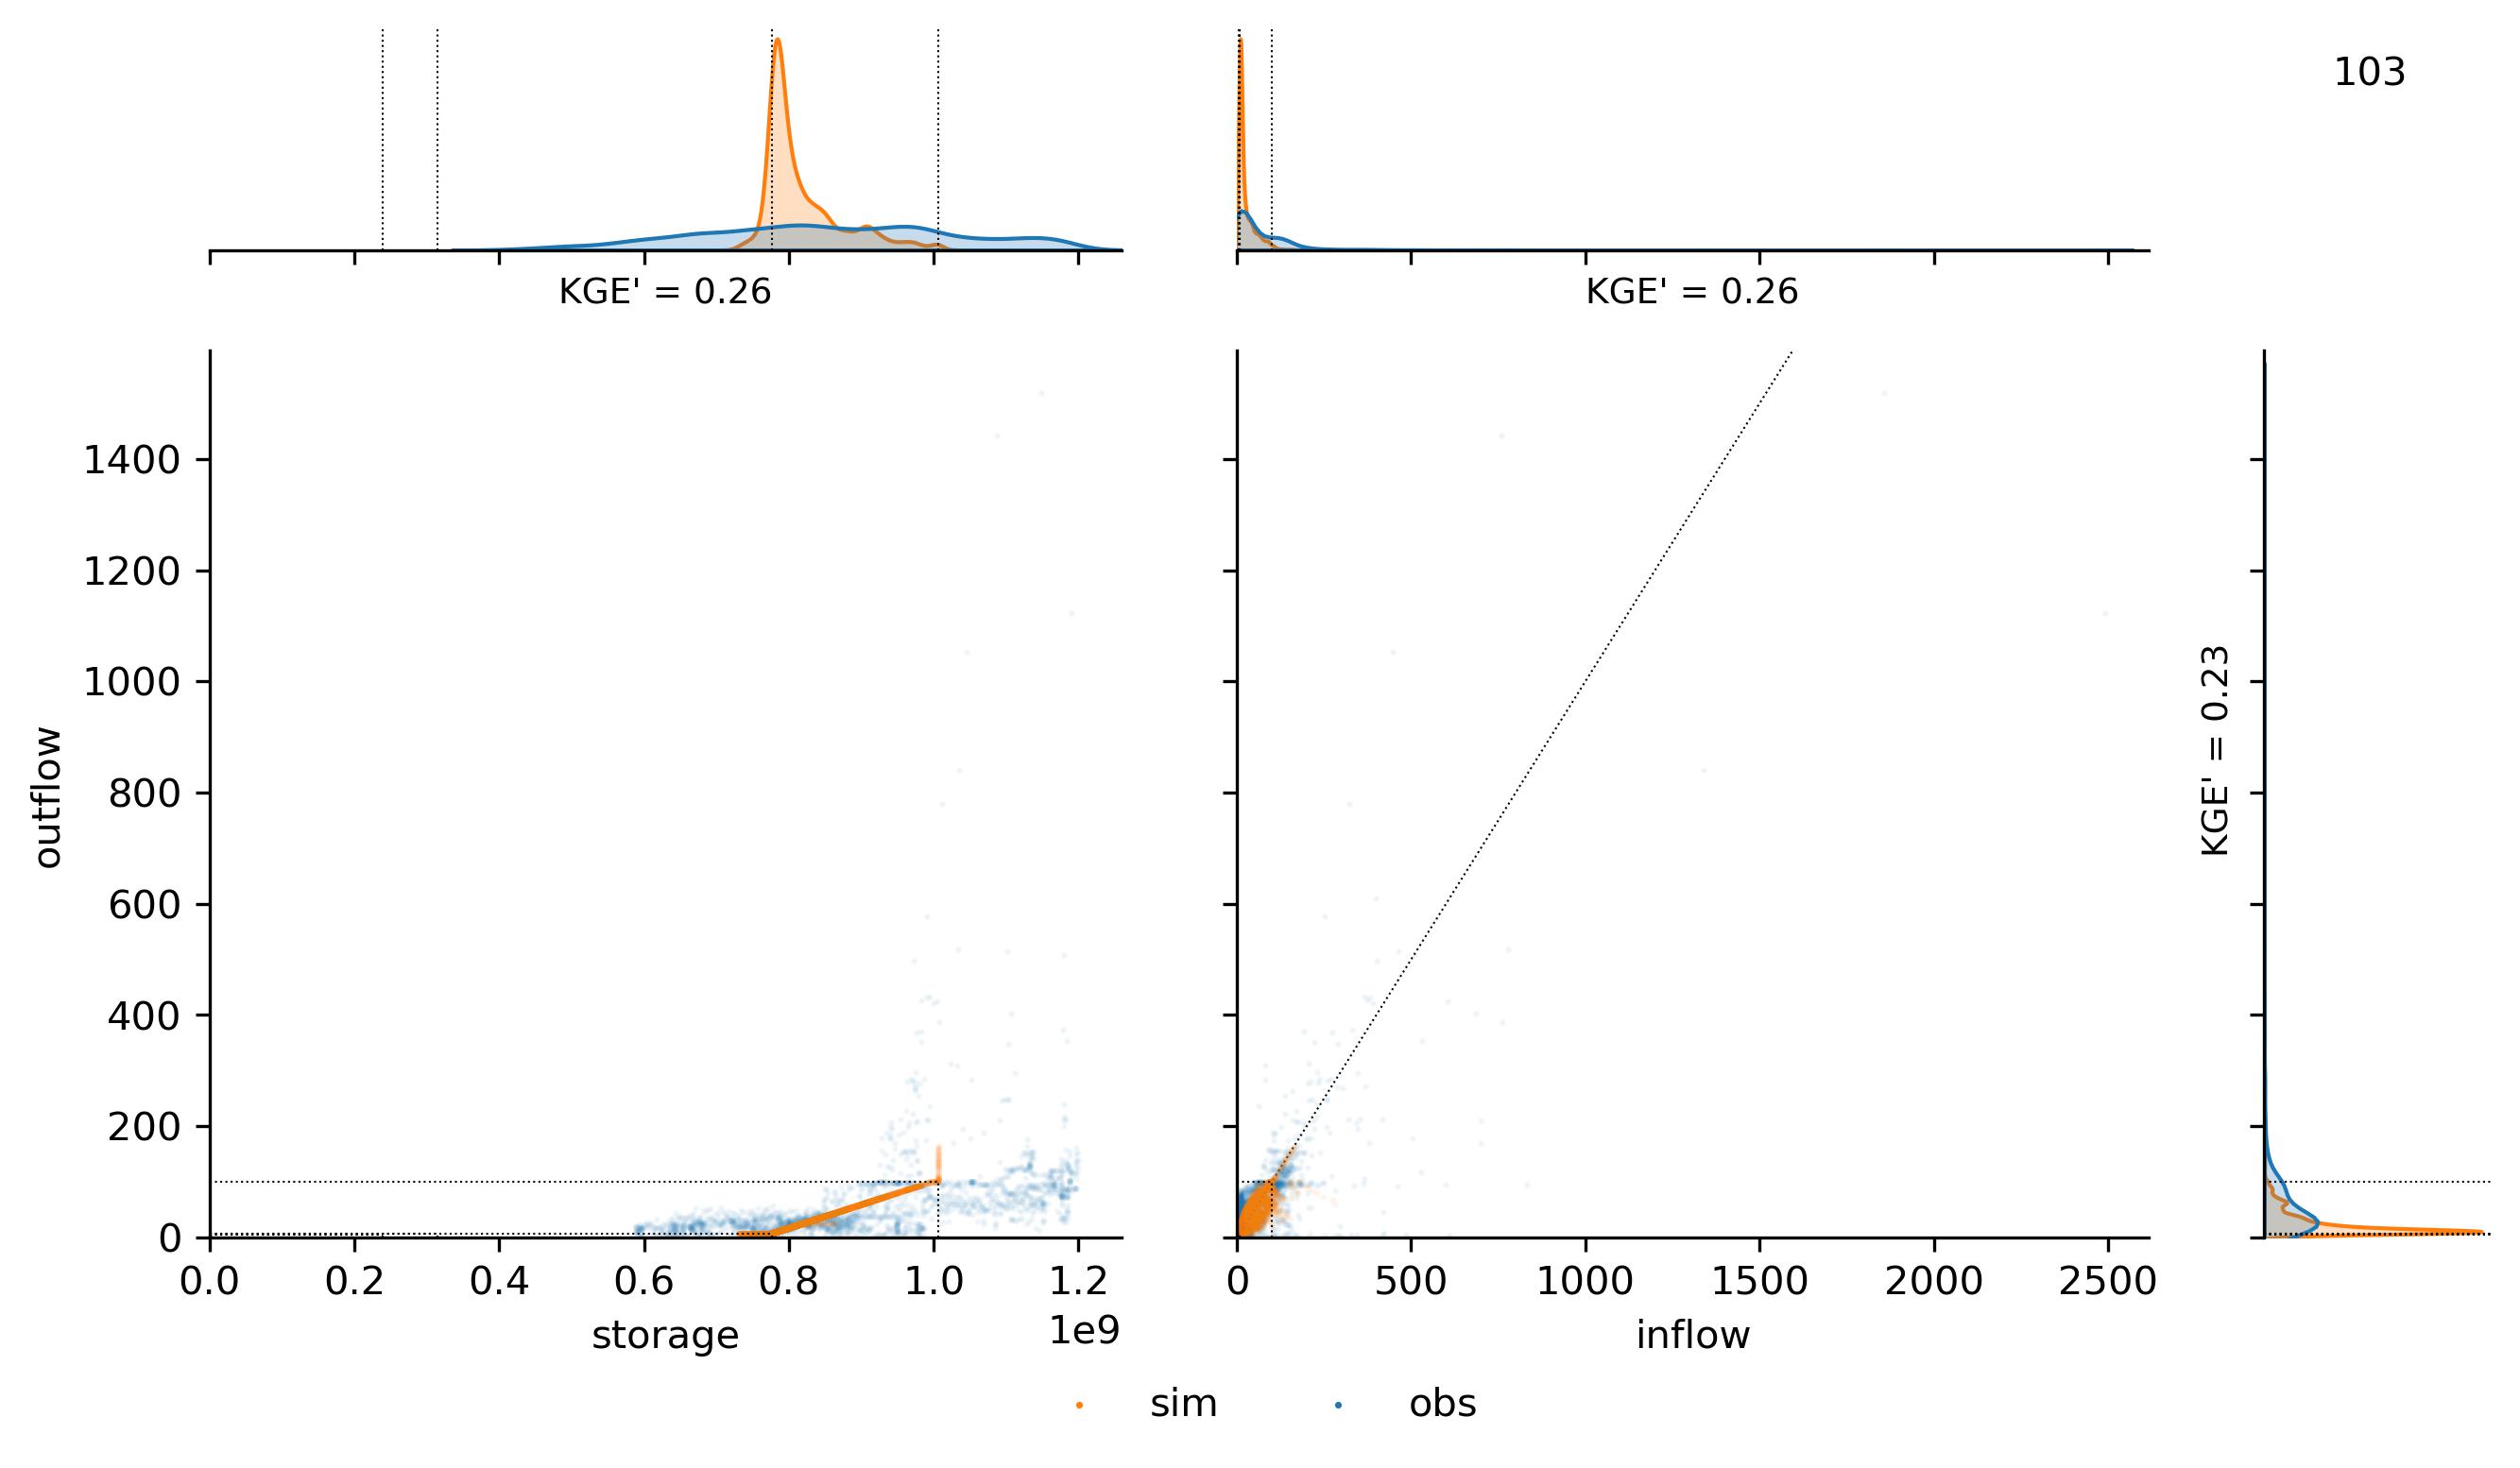 103
KGE' = 0.26
KGE' = 0.26
1400
1200
1000
800
600
400
200
0
outflow
KGE' = 0.23
0.0 0.2 0.4 0.6 0.8 1.0 1.2
1e9
storage
0 500 1000 1500 2000 2500
inflow
sim obs